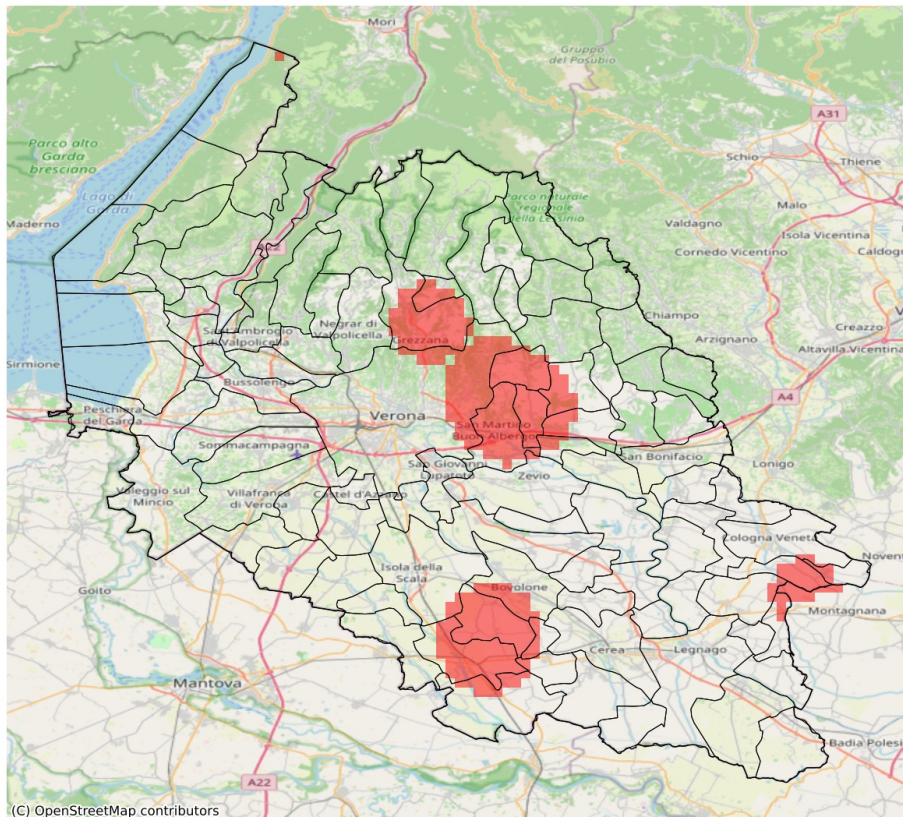 Mori
Gruppo
del Pasubio
A31
Schio
Thiene
Parco alto
Garda
bresciano
Lago di
Garda
Malo
Maderno
Parco naturale
regionale
della Lessinia
Valdagno
Isola Vicentina
A22
Cornedo Vicentino
Caldogn
Chiampo
Sant'Ambrogio
di Valpolicella
Negrar di
Valpolicella
Grezzana
Arzignano
Creazzo
Altavilla Vicentina
Sirmione
Bussolengo
A4
Peschiera
del Garda
Verona
San Martino
Buon Albergo
Sommacampagna
San Bonifacio
San Giovanni
Lupatoto
Zevio
Lonigo
Valeggio sul
Mincio
Villafranca
di Verona
Castel d'Azzano
Cologna Veneta
Isola della
Scala
Bovolone
Noven
Goito
Montagnana
Cerea
Legnago
Mantova
Badia Polesi
A22
(C) OpenStreetMap contributors